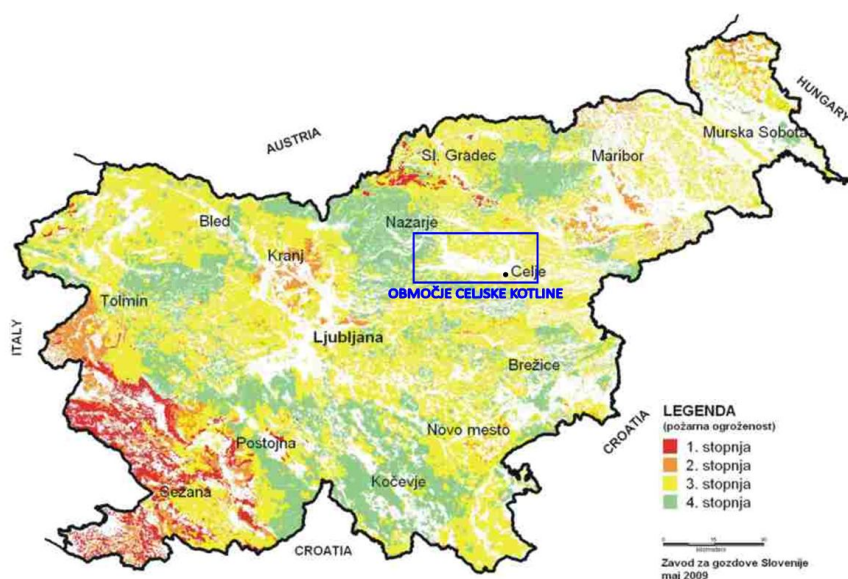 HUNGARY
AUSTRIA
Murska Sobota
Sl. Gradec
Maribor
Bled
Nazarje
Kranj
Celje
OBMOČJE CELJSKE KOTLINE
Tolmin
ITALY
Ljubljana
Brežice
CROATIA
Novo mesto
Postojna
Kočevje
Sežana
CROATIA
LEGENDA
(požarna ogroženost)
1. stopnja
2. stopnja
3. stopnja
4. stopnja
Zavod za gozdove Slovenije
maj 2009